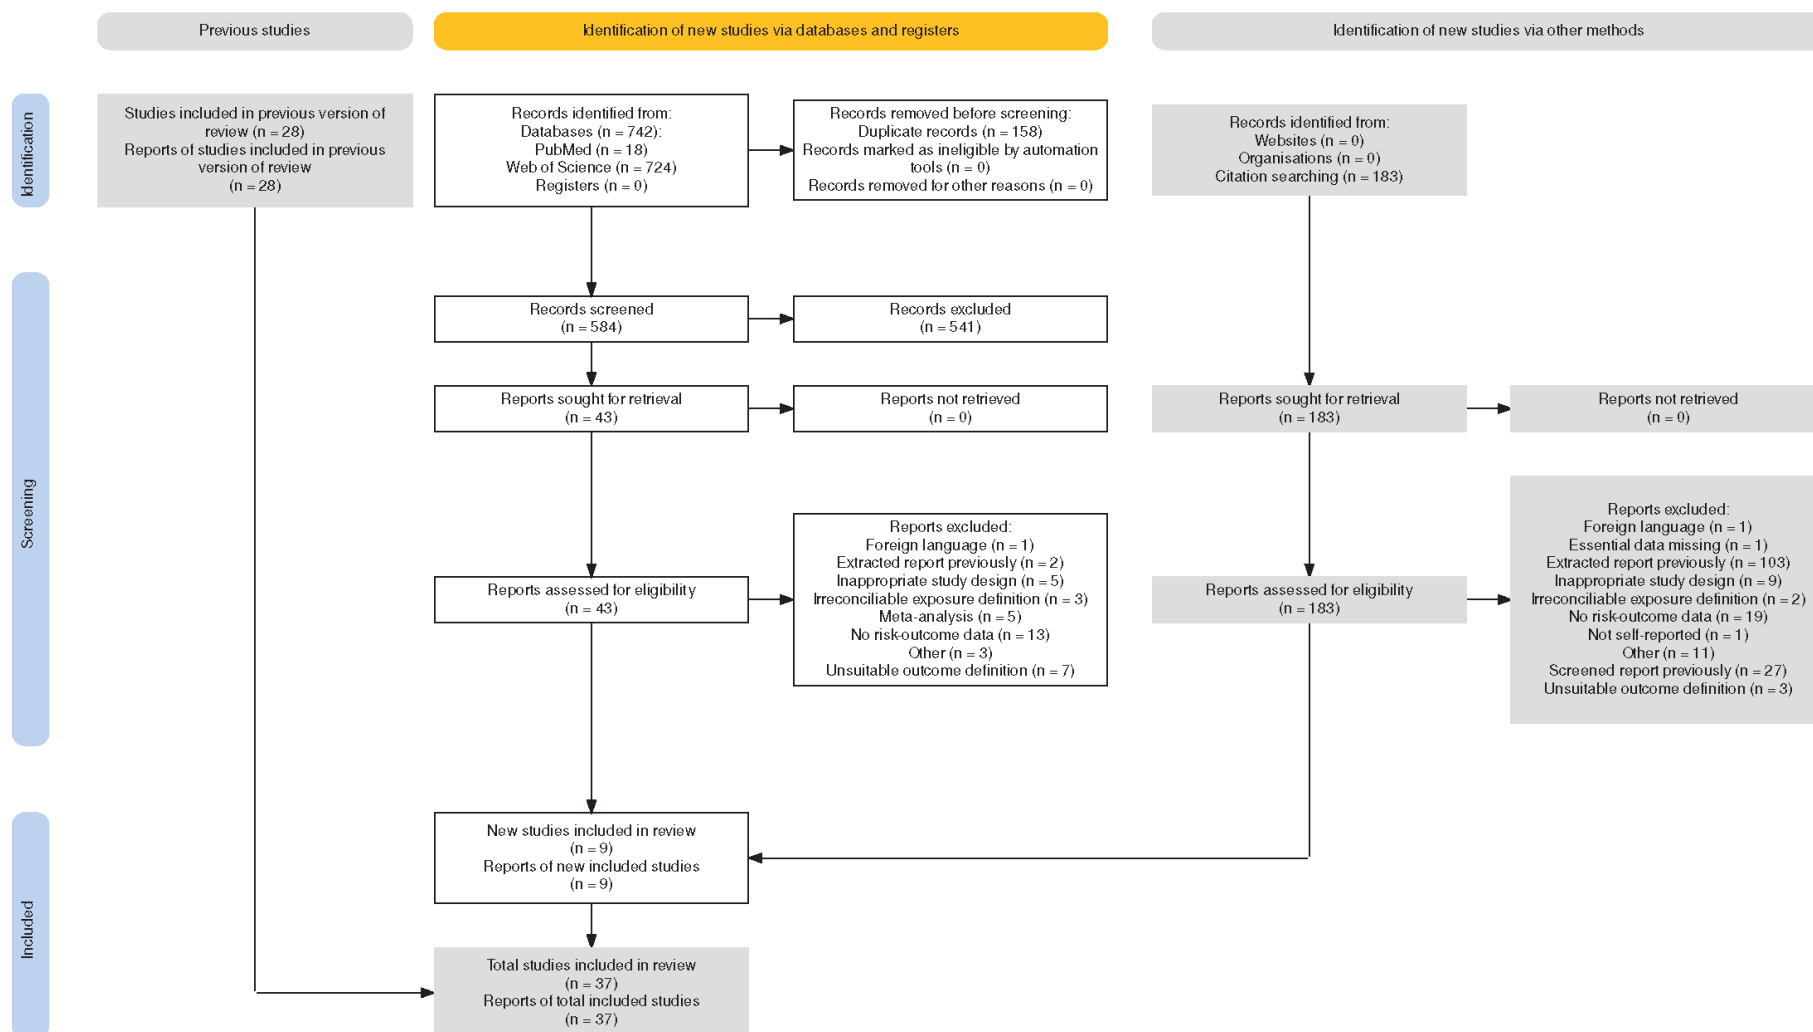 Previous studies
Identification of new studies via databases and registers
Identification of new studies via other methods
Identification
Studies included in previous version of
review (n = 28)
Reports of studies included in previous
version of review
(n = 28)
Records identified from:
Databases (n = 742):
PubMed (n = 18)
Web of Science (n = 724)
Registers (n = 0)
Records removed before screening:
Duplicate records (n = 158)
Records marked as ineligible by automation
tools (n = 0)
Records removed for other reasons (n = 0)
Records identified from:
Websites (n = 0)
Organisations (n = 0)
Citation searching (n = 183)
Screening
Records screened
(n = 584)
Records excluded
(n = 541)
Reports sought for retrieval
(n = 43)
Reports not retrieved
(n = 0)
Reports sought for retrieval
(n = 183)
Reports not retrieved
(n = 0)
Reports assessed for eligibility
(n = 43)
Reports excluded:
Foreign language (n = 1)
Extracted report previously (n = 2)
Inappropriate study design (n = 5)
Irreconciliable exposure definition (n = 3)
Meta-analysis (n = 5)
No risk-outcome data (n = 13)
Other (n = 3)
Unsuitable outcome definition (n = 7)
Reports assessed for eligibility
(n = 183)
Reports excluded:
Foreign language (n = 1)
Essential data missing (n = 1)
Extracted report previously (n = 103)
Inappropriate study design (n = 9)
Irreconciliable exposure definition (n = 2)
No risk-outcome data (n = 19)
Not self-reported (n = 1)
Other (n = 11)
Screened report previously (n = 27)
Unsuitable outcome definition (n = 3)
Included
New studies included in review
(n = 9)
Reports of new included studies
(n = 9)
Total studies included in review
(n = 37)
Reports of total included studies
(n = 37)